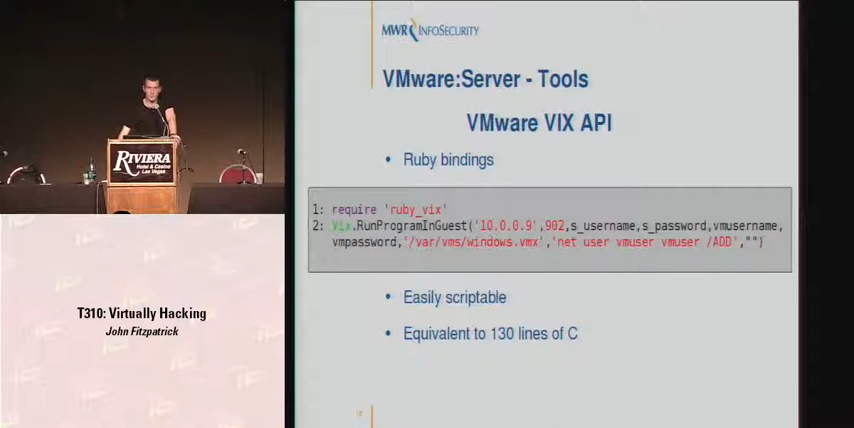 MWR INFOSECURITY
VMware:Server - Tools
VMware VIX API
• Ruby bindings
1: require 'ruby_vix'
2: Vix.RunProgramInGuest('10.0.0.9',902,s_username,s_password,vmusername,
vmpassword,'/var/vms/windows.vmx','net user vmuser vmuser /ADD',"")
• Easily scriptable
• Equivalent to 130 lines of C
RIVIERA
Hotel & Casino
Las Vegas
T310: Virtually Hacking
John Fitzpatrick